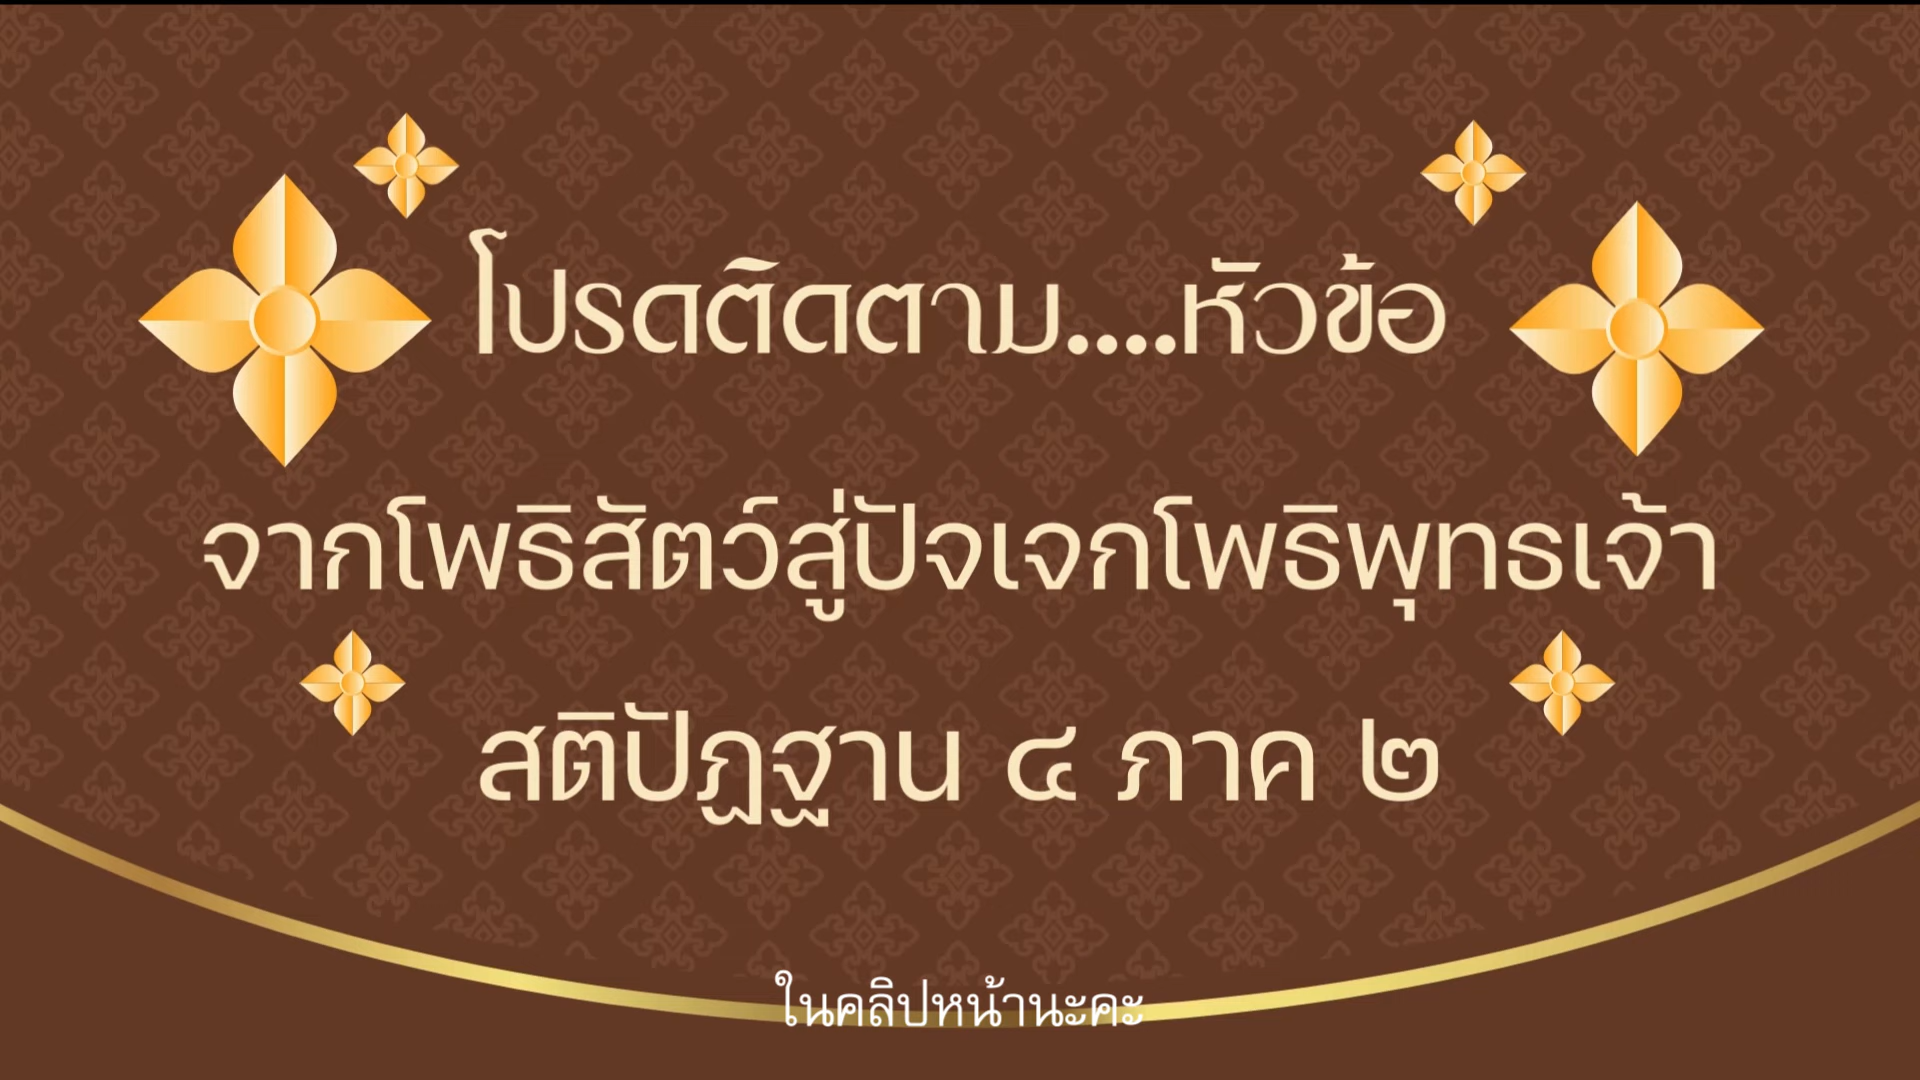 โปรดติดตาม....หัวข้อ
จากโพธิสัตว์สู่ปัจเจกโพธิพุทธเจ้า
สติปัฏฐาน ๔ ภาค ๒
ในคลิปหน้านะคะ